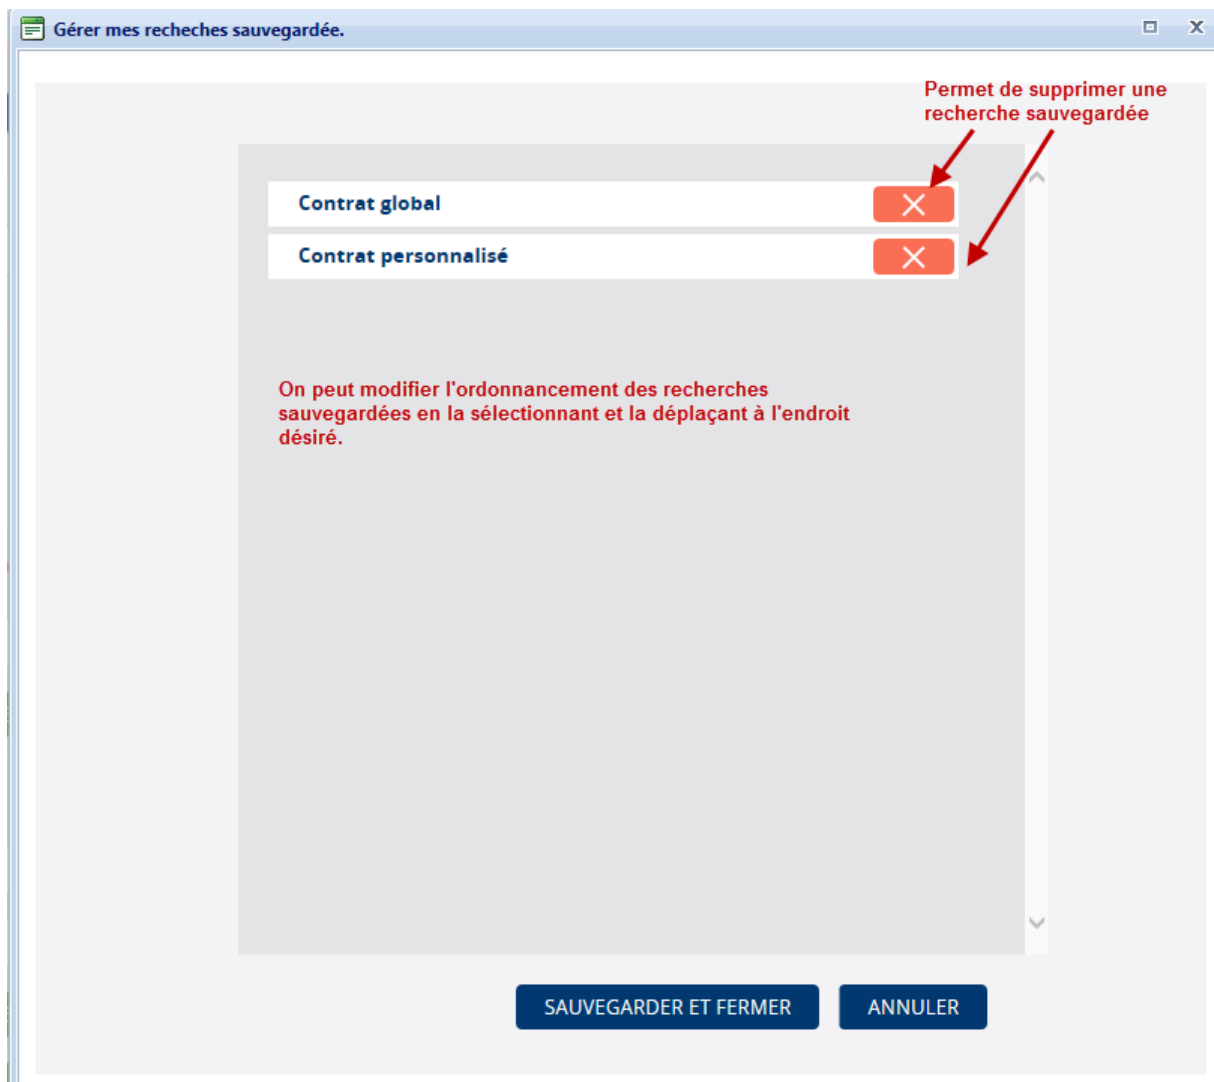 Gérer mes recheches sauvegardée.
Permet de supprimer une
recherche sauvegardée
Contrat global
Contrat personnalisé
On peut modifier l'ordonnancement des recherches
sauvegardées en la sélectionnant et la déplaçant à l'endroit
désiré.
SAUVEGARDER ET FERMER
ANNULER